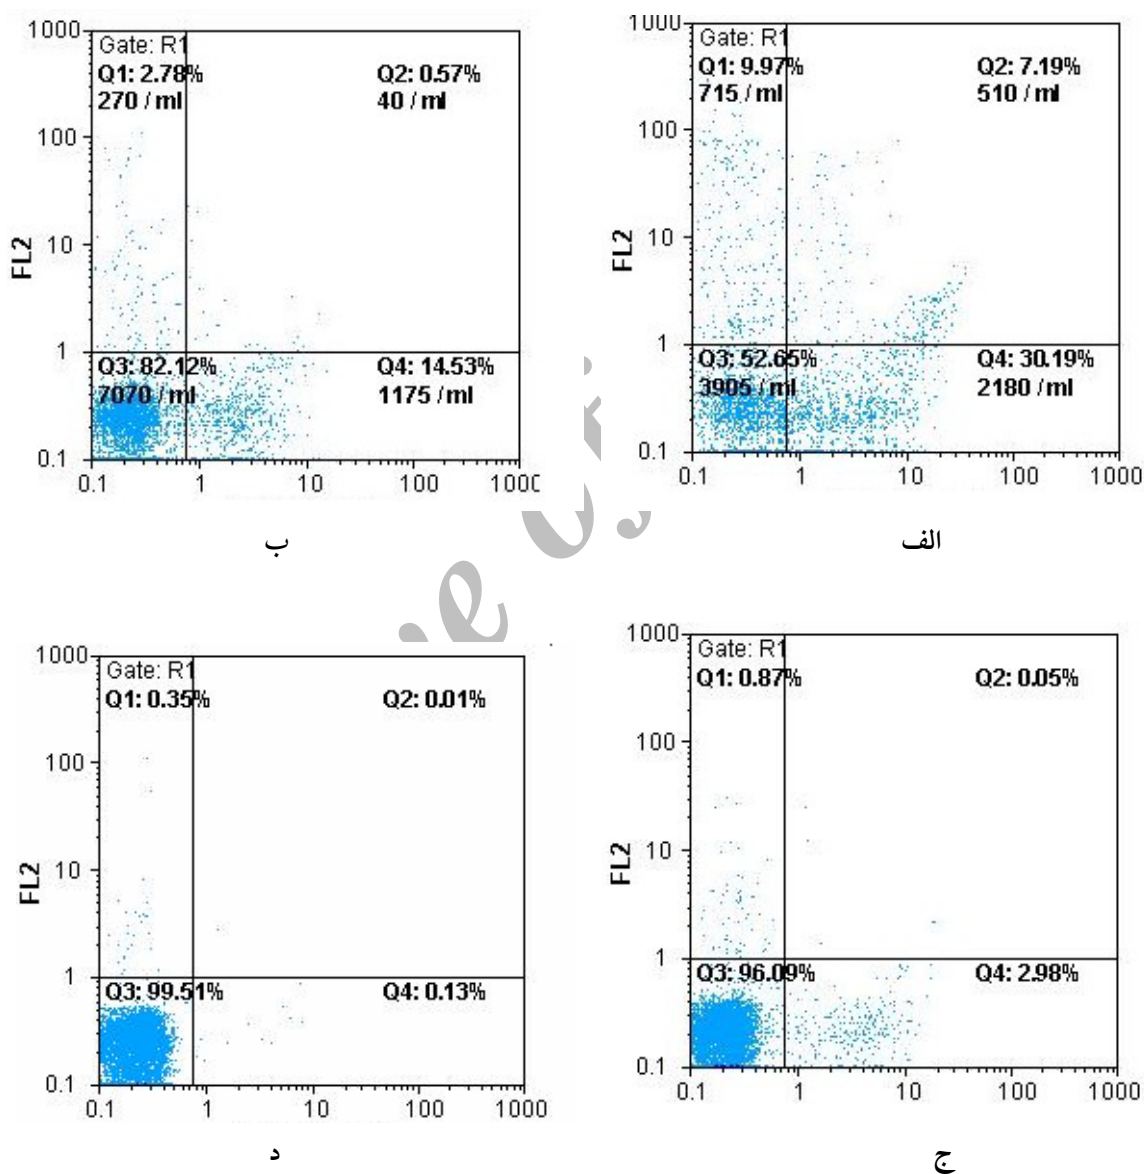 1000
Gate: R1
Q1: 2.78%
270 / ml
Q2: 0.57%
40 / ml
100
10
FL2
1
Q3: 82.12%
7070 / ml
Q4: 14.53%
1175 / ml
0.1
0.1 1 10 100 1000
ب
1000
Gate: R1
Q1: 9.97%
715 / ml
Q2: 7.19%
510 / ml
100
10
FL2
1
Q3: 52.65%
3905 / ml
Q4: 30.19%
2180 / ml
0.1
0.1 1 10 100 1000
الف
1000
Gate: R1
Q1: 0.35%
Q2: 0.01%
100
10
FL2
1
Q3: 99.51%
Q4: 0.13%
0.1
0.1 1 10 100 1000
د
1000
Gate: R1
Q1: 0.87%
Q2: 0.05%
100
10
FL2
1
Q3: 96.09%
Q4: 2.98%
0.1
0.1 1 10 100 1000
ج